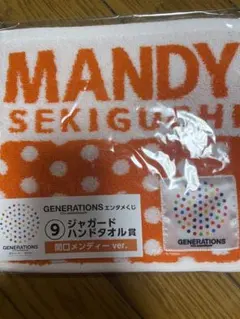 MANDY
SEKIGUCHI
GENERATIONS エンタメくじ
⑨ ジャガード
ハンドタオル賞
関口メンディー ver.
GENERATIONS
GENERATIONS